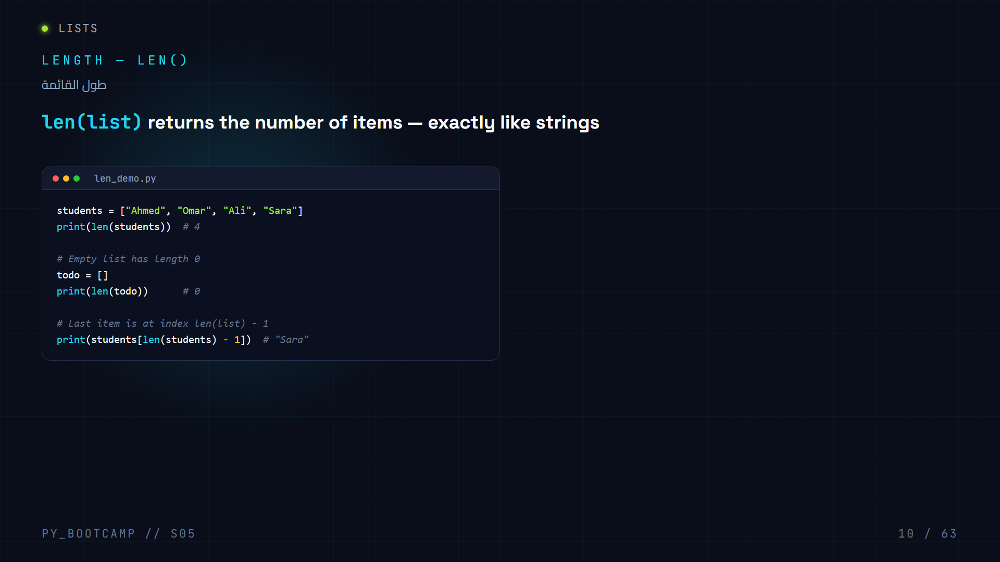 LISTS
LENGTH — LEN()
طول القائمة
len(list) returns the number of items — exactly like strings
len_demo.py
students = ["Ahmed", "Omar", "Ali", "Sara"]
print(len(students))  # 4
# Empty list has length 0
todo = []
print(len(todo))      # 0
# Last item is at index len(list) - 1
print(students[len(students) - 1])  # "Sara"
PY_BOOTCAMP // S05
10 / 63